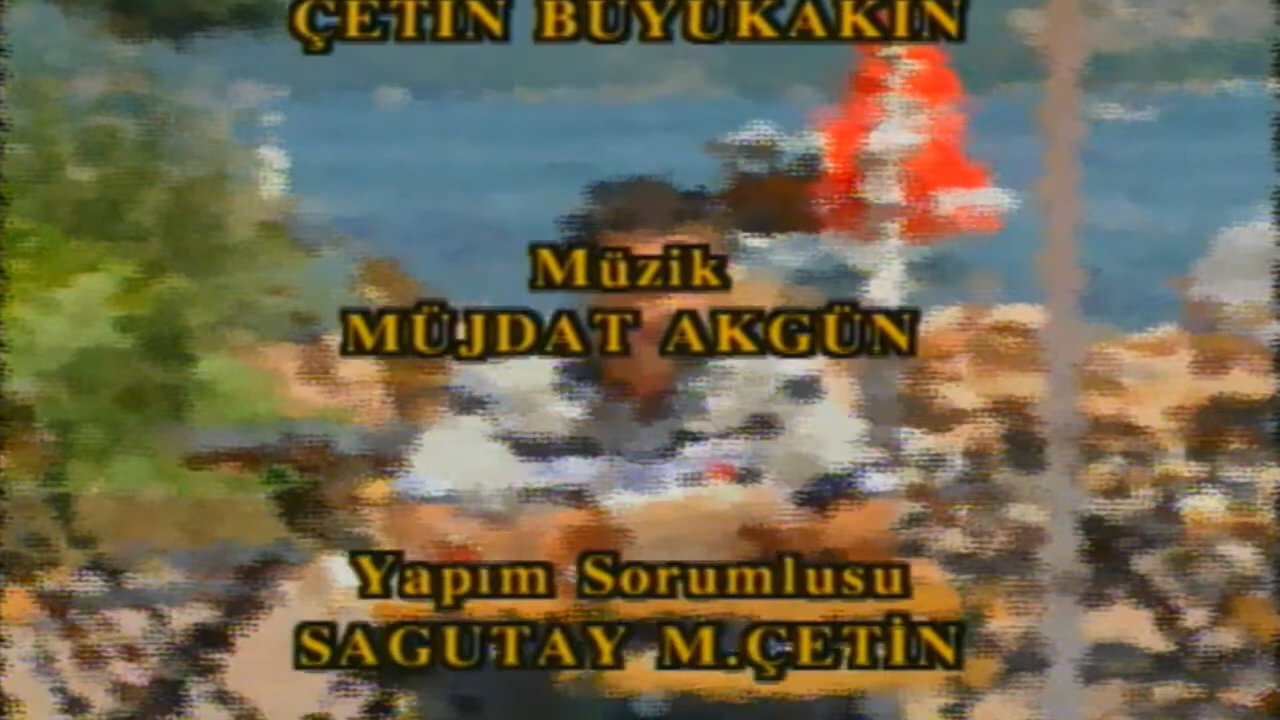 ÇETİN BÜYÜKAKIN
Müzik
MÜJDAT AKGÜN
Yapım Sorumlusu
SAGUTAY M.ÇETİN